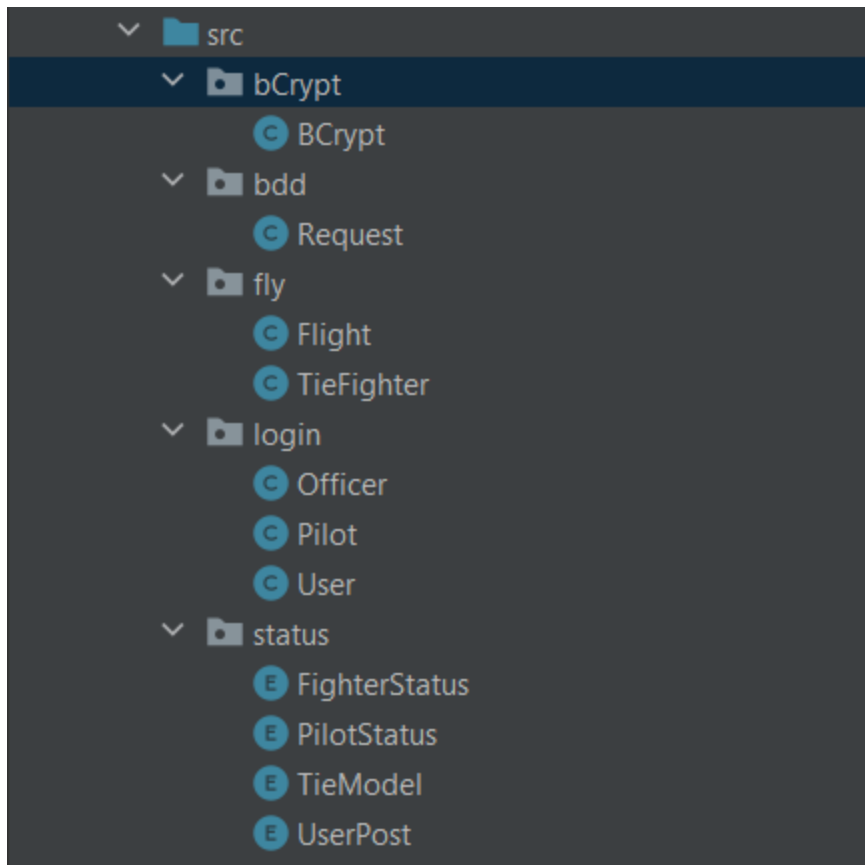 src
bCrypt
C BCrypt
bdd
C Request
fly
C Flight
C TieFighter
login
C Officer
C Pilot
C User
status
E FighterStatus
E PilotStatus
E TieModel
E UserPost